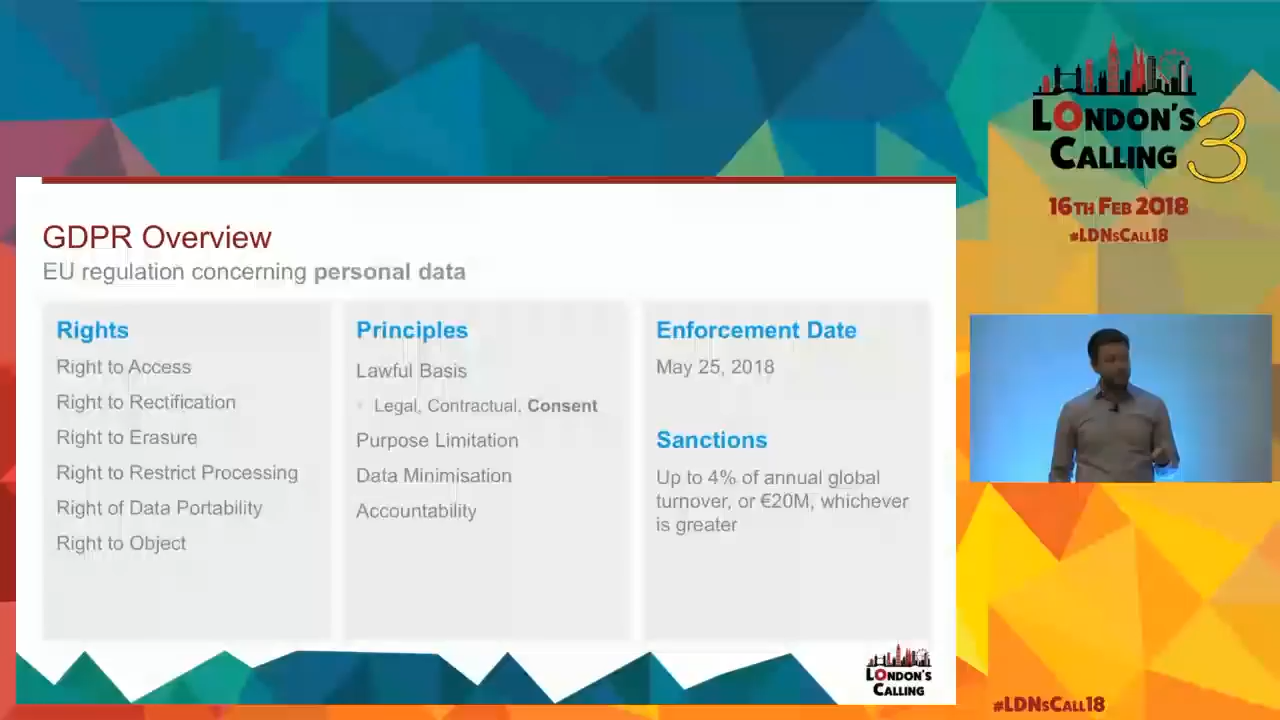 GDPR Overview
EU regulation concerning personal data
Rights
Right to Access
Right to Rectification
Right to Erasure
Right to Restrict Processing
Right of Data Portability
Right to Object
Principles
Lawful Basis
Legal, Contractual, Consent
Purpose Limitation
Data Minimisation
Accountability
Enforcement Date
May 25, 2018
Sanctions
Up to 4% of annual global
turnover, or €20M, whichever
is greater
LONDON'S
CALLING
LONDON'S
CALLING 3
16TH FEB 2018
#LDNSCALL18
#LDNSCALL18